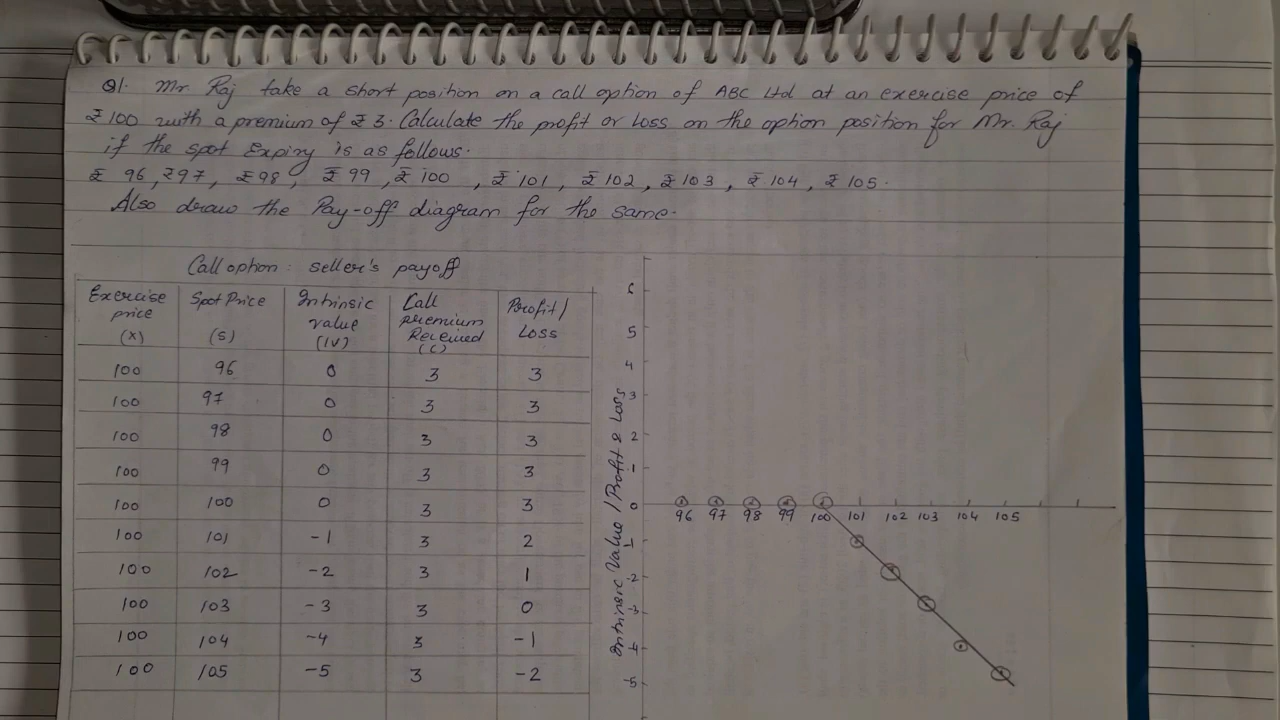 Q1. Mr Raj take a short position on a call option of ABC Ltd at an exercise price of
₹100 with a premium of ₹3. Calculate the profit or Loss on the option position for Mr. Raj
if the spot Expiry is as follows.
₹ 96, ₹97, ₹98, ₹99, ₹100, ₹101, ₹102, ₹103, ₹104, ₹105.
Also draw the Pay-off diagram for the same.
Call option: seller's payoff
Exercise price (X) Spot Price (S) Intrinsic value (IV) Call premium Received (C) Profit/ Loss
100 96 0 3 3
100 97 0 3 3
100 98 0 3 3
100 99 0 3 3
100 100 0 3 3
100 101 -1 3 2
100 102 -2 3 1
100 103 -3 3 0
100 104 -4 3 -1
100 105 -5 3 -2
Intrinsic Value / Profit & Loss
5
4
3
2
1
0
-1
-2
-3
-4
-5
96 97 98 99 100 101 102 103 104 105